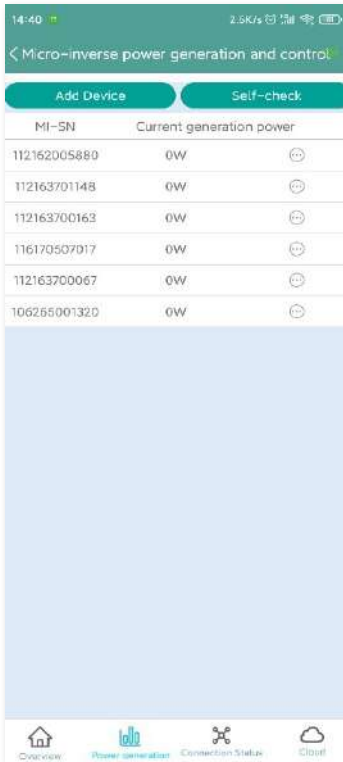 14:40 2.5K/s
Micro-inverse power generation and control
Add Device Self-check
MI-SN Current generation power
112162005880 0W
112163701148 0W
112163700163 0W
116170507017 0W
112163700067 0W
106265001320 0W
Overview Power generation Connection Status Cloud